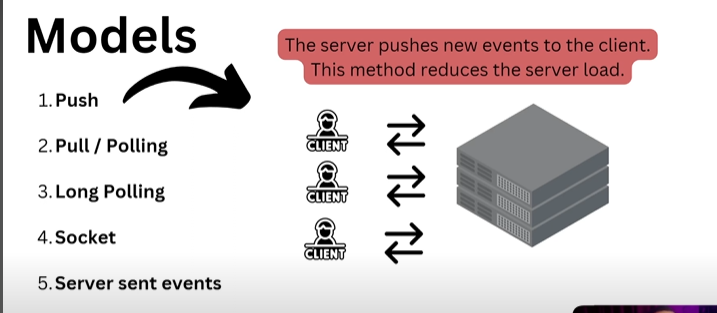 Models
The server pushes new events to the client.
This method reduces the server load.
1. Push
2. Pull / Polling
3. Long Polling
4. Socket
5. Server sent events
CLIENT
CLIENT
CLIENT